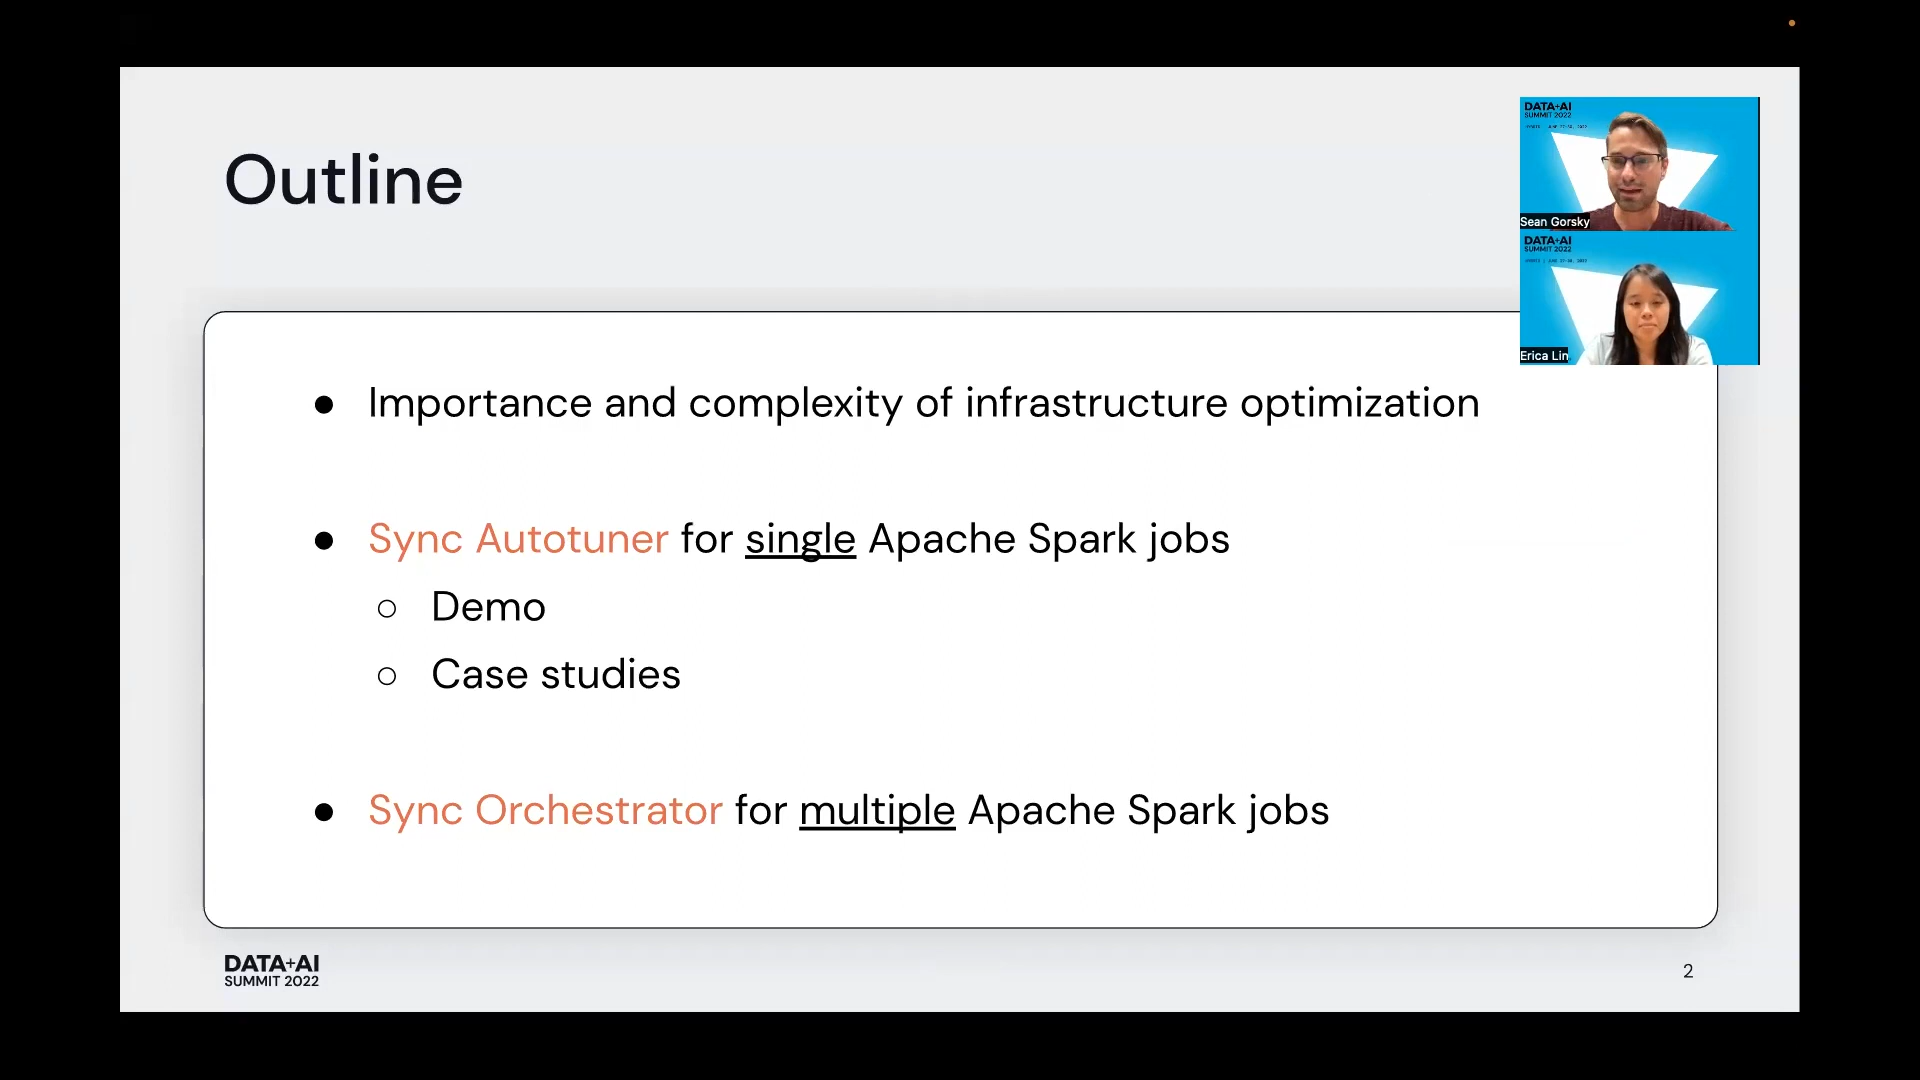 Outline
DATA+AI
SUMMIT 2022
Sean Gorsky
DATA+AI
SUMMIT 2022
Erica Lin
● Importance and complexity of infrastructure optimization
● Sync Autotuner for single Apache Spark jobs
○ Demo
○ Case studies
● Sync Orchestrator for multiple Apache Spark jobs
DATA+AI
SUMMIT 2022
2